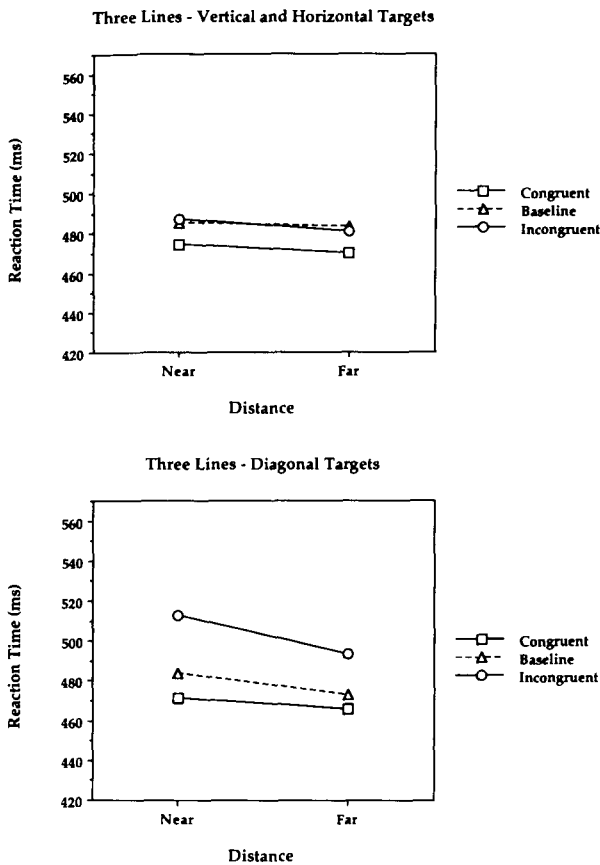 Three Lines - Vertical and Horizontal Targets
560
540
520
500
480
460
440
420
Reaction Time (ms)
Near
Far
Distance
Congruent
Baseline
Incongruent
Three Lines - Diagonal Targets
560
540
520
500
480
460
440
420
Reaction Time (ms)
Near
Far
Distance
Congruent
Baseline
Incongruent